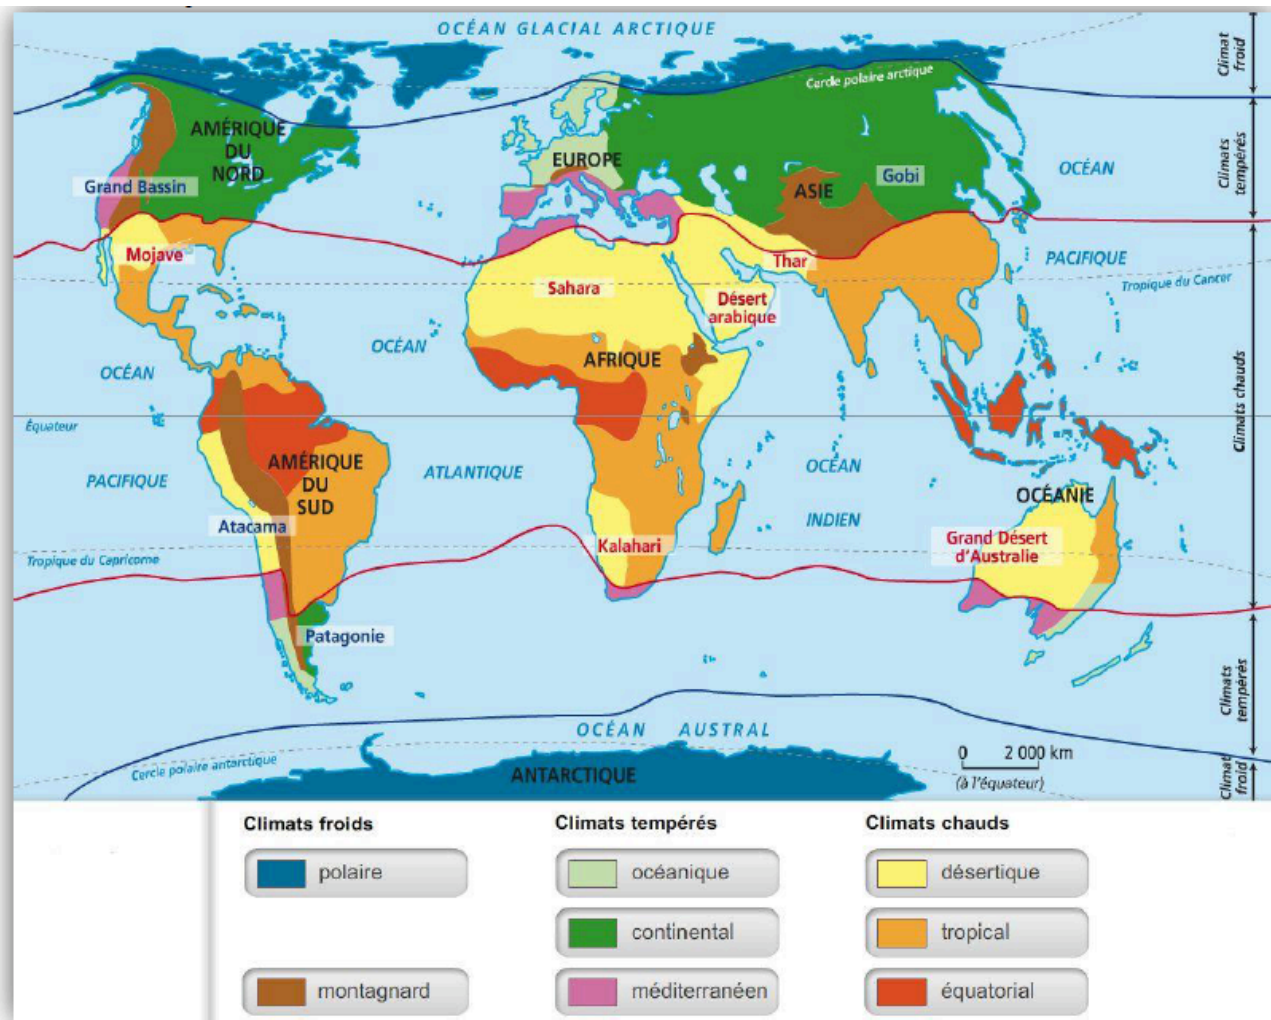 OCÉAN GLACIAL ARCTIQUE
Climat
froid
Cercle polaire arctique
AMÉRIQUE
DU
NORD
EUROPE
OCÉAN
Climats
tempérés
Grand Bassin
ASIE
Gobi
Mojave
Thar
PACIFIQUE
Tropique du Cancer
Sahara
Désert
arabique
OCÉAN
AFRIQUE
OCÉAN
Climats chauds
Équateur
AMÉRIQUE
DU
SUD
ATLANTIQUE
OCÉAN
INDIEN
PACIFIQUE
OCÉANIE
Atacama
Kalahari
Grand Désert
d'Australie
Tropique du Capricorne
Patagonie
Climats
tempérés
OCÉAN AUSTRAL
Cercle polaire antarctique
ANTARCTIQUE
0 2 000 km
(à l'équateur)
Climat
froid
Climats froids
polaire
montagnard
Climats tempérés
océanique
continental
méditerranéen
Climats chauds
désertique
tropical
équatorial